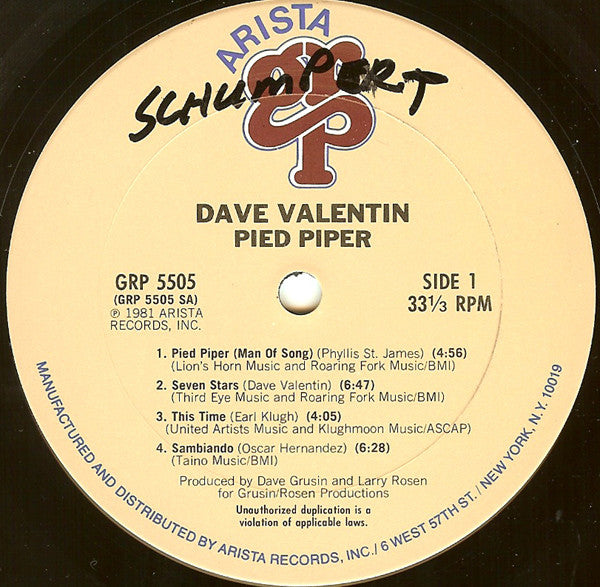 ARISTA
GRP
SCHUMPERT
DAVE VALENTIN
PIED PIPER
GRP 5505
(GRP 5505 SA)
℗ 1981 ARISTA
RECORDS, INC.
SIDE 1
33⅓ RPM
1. Pied Piper (Man Of Song) (Phyllis St. James) (4:56)
(Lion's Horn Music and Roaring Fork Music/BMI)
2. Seven Stars (Dave Valentin) (6:47)
(Third Eye Music and Roaring Fork Music/BMI)
3. This Time (Earl Klugh) (4:05)
(United Artists Music and Klughmoon Music/ASCAP)
4. Sambiando (Oscar Hernandez) (6:28)
(Taino Music/BMI)
Produced by Dave Grusin and Larry Rosen
for Grusin/Rosen Productions
Unauthorized duplication is a
violation of applicable laws.
MANUFACTURED AND DISTRIBUTED BY ARISTA RECORDS, INC./ 6 WEST 57TH ST. / NEW YORK, N.Y. 10019